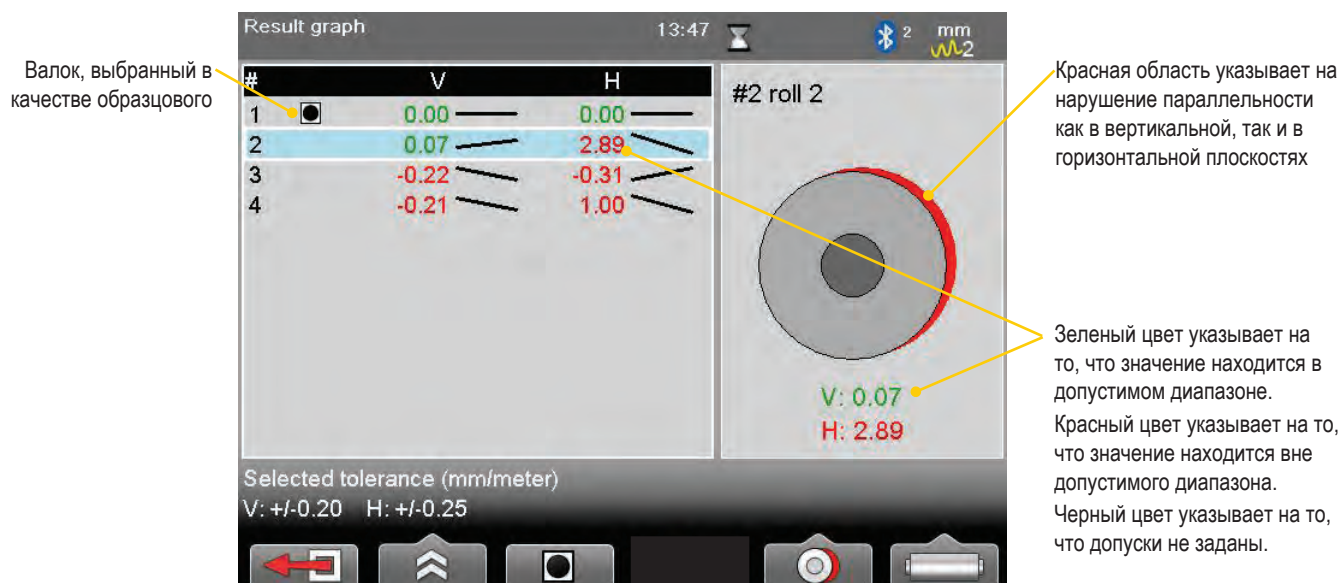 Result graph 13:47 2 mm
2
Валок, выбранный в
качестве образцового
# V H
1 0.00 0.00
2 0.07 2.89
3 -0.22 -0.31
4 -0.21 1.00
#2 roll 2
V: 0.07
H: 2.89
Selected tolerance (mm/meter)
V: +/-0.20 H: +/-0.25
Красная область указывает на
нарушение параллельности
как в вертикальной, так и в
горизонтальной плоскостях
Зеленый цвет указывает на
то, что значение находится в
допустимом диапазоне.
Красный цвет указывает на то,
что значение находится вне
допустимого диапазона.
Черный цвет указывает на то,
что допуски не заданы.